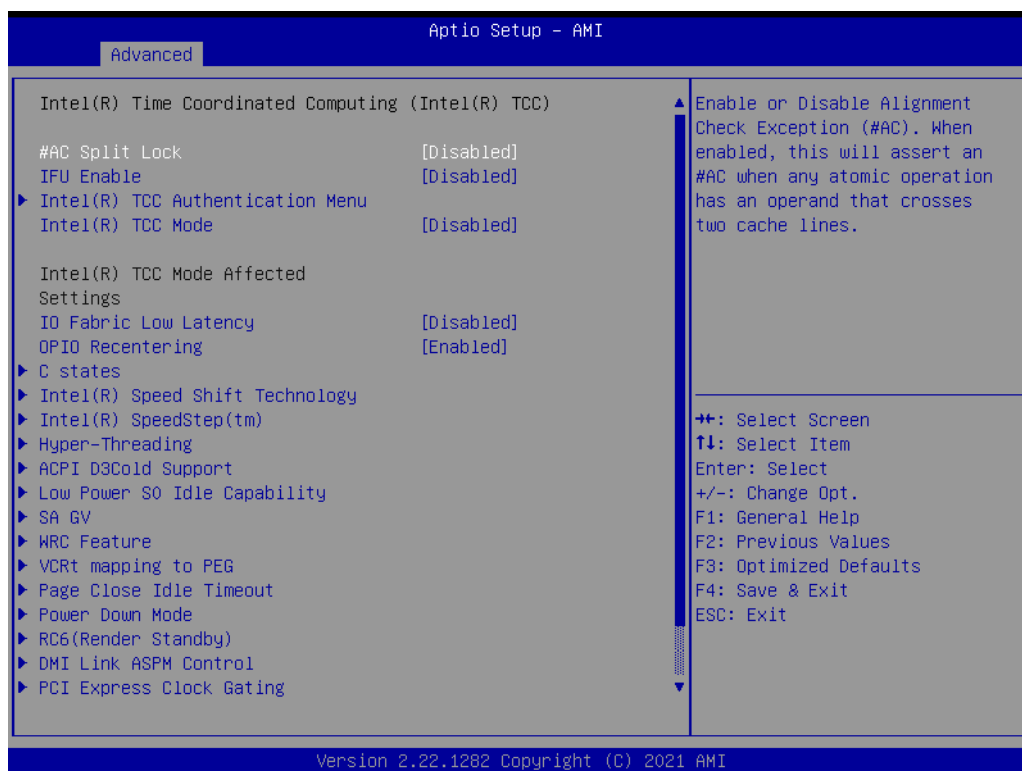 Aptio Setup - AMI
Advanced
Intel(R) Time Coordinated Computing (Intel(R) TCC)
#AC Split Lock [Disabled]
IFU Enable [Disabled]
Intel(R) TCC Authentication Menu
Intel(R) TCC Mode [Disabled]
Intel(R) TCC Mode Affected
Settings
IO Fabric Low Latency [Disabled]
OPIO Recentering [Enabled]
C states
Intel(R) Speed Shift Technology
Intel(R) SpeedStep(tm)
Hyper-Threading
ACPI D3Cold Support
Low Power S0 Idle Capability
SA GV
WRC Feature
VCRt mapping to PEG
Page Close Idle Timeout
Power Down Mode
RC6(Render Standby)
DMI Link ASPM Control
PCI Express Clock Gating
Enable or Disable Alignment
Check Exception (#AC). When
enabled, this will assert an
#AC when any atomic operation
has an operand that crosses
two cache lines.
→←: Select Screen
↑↓: Select Item
Enter: Select
+/-: Change Opt.
F1: General Help
F2: Previous Values
F3: Optimized Defaults
F4: Save & Exit
ESC: Exit
Version 2.22.1282 Copyright (C) 2021 AMI